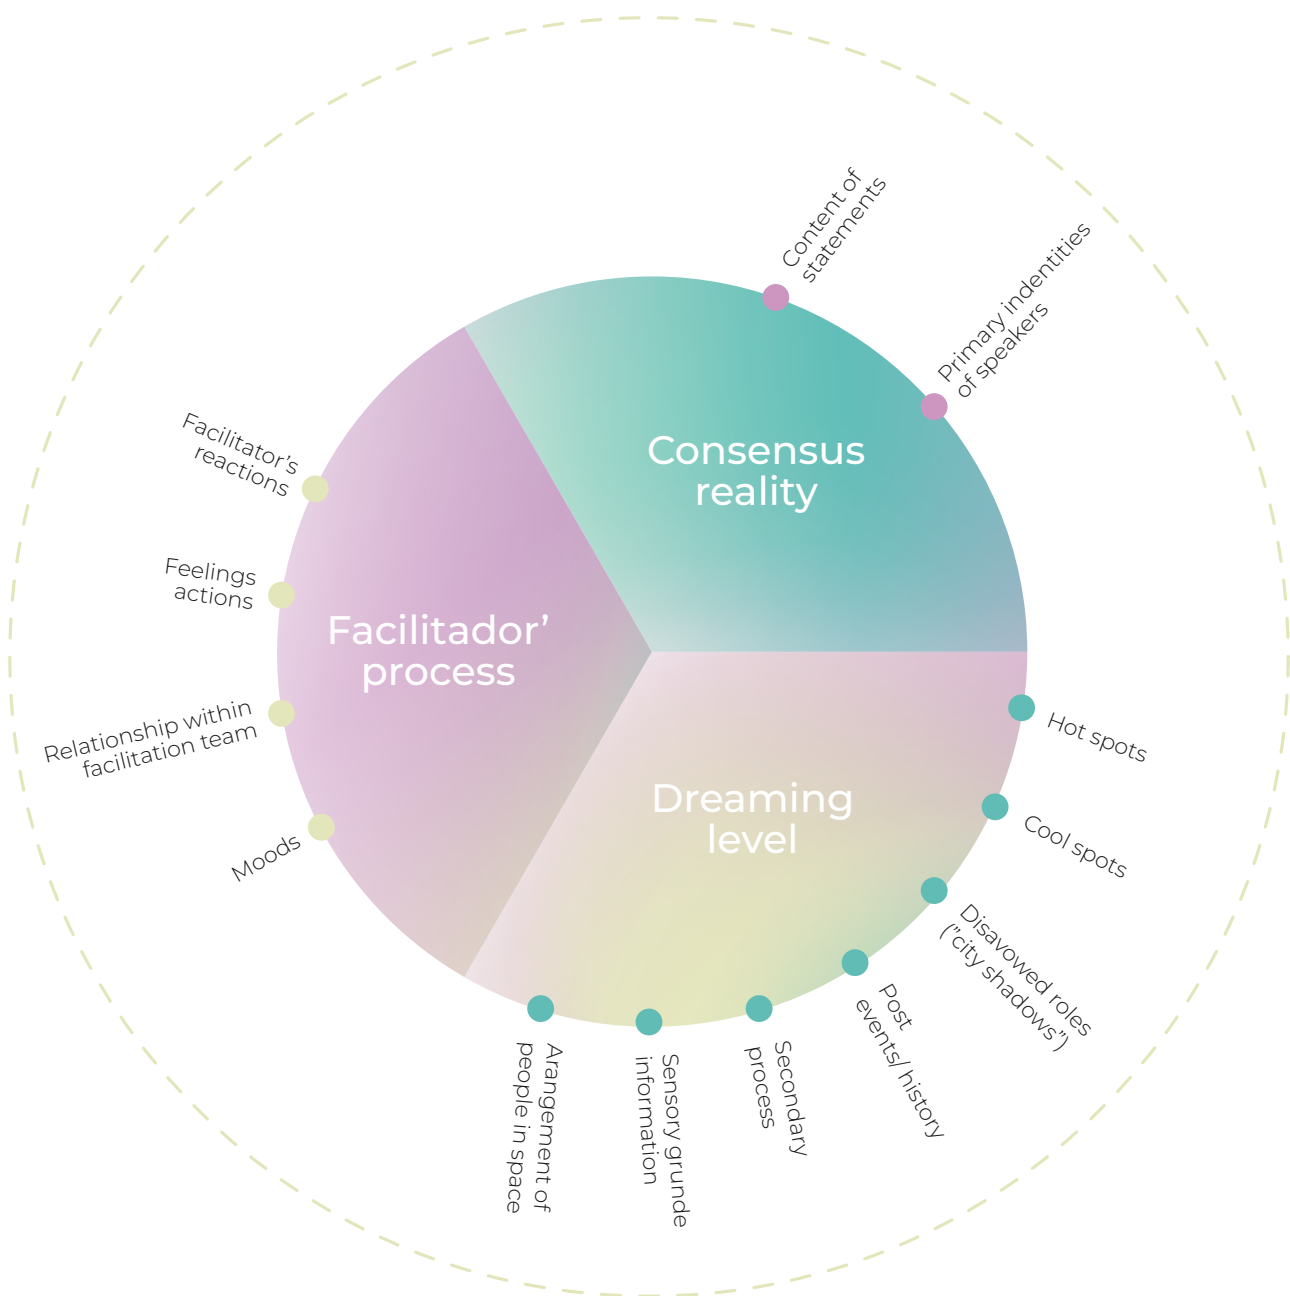 Content of
statements
Primary indentities
of speakers
Consensus
reality
Facilitator’s
reactions
Feelings
actions
Relationship within
facilitation team
Moods
Facilitador’
process
Dreaming
level
Hot spots
Cool spots
Disavowed roles
("city shadows")
Post
events/ history
Secondary
process
Sensory grunde
information
Arangement of
people in space